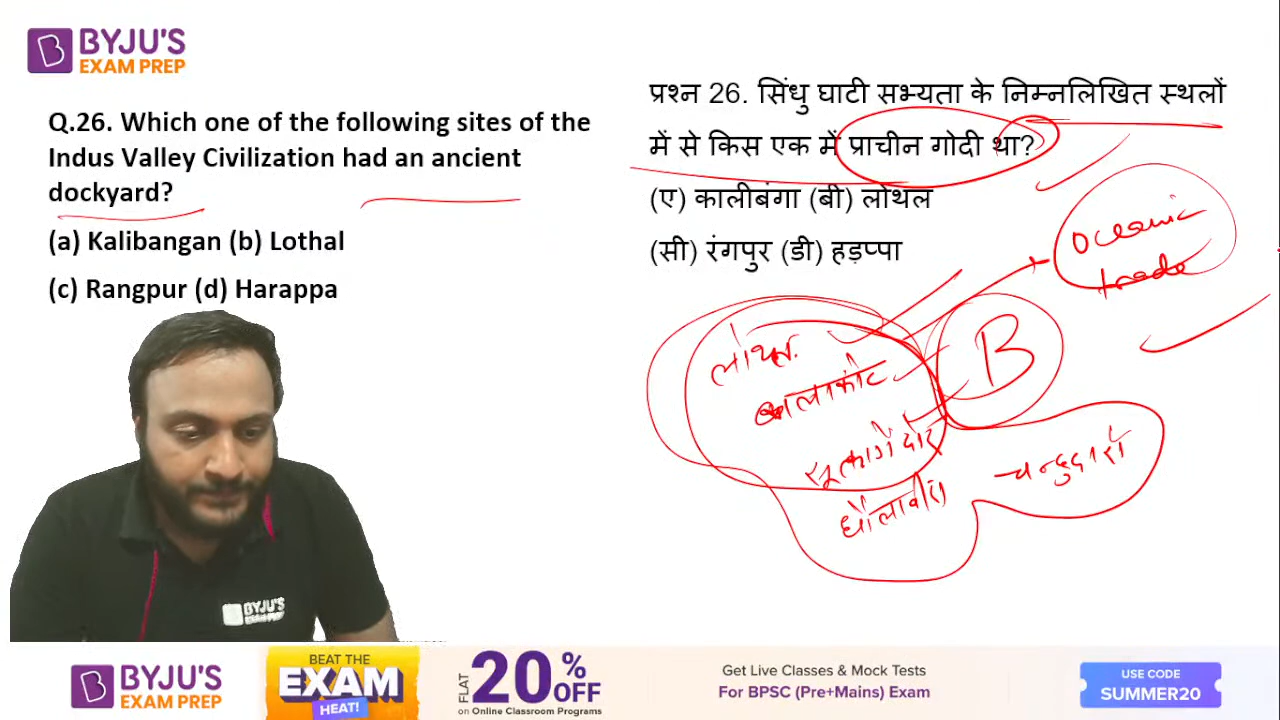 BYJU'S
EXAM PREP
Q.26. Which one of the following sites of the
Indus Valley Civilization had an ancient
dockyard?
(a) Kalibangan (b) Lothal
(c) Rangpur (d) Harappa
प्रश्न 26. सिंधु घाटी सभ्यता के निम्नलिखित स्थलों
में से किस एक में प्राचीन गोदी था?
(ए) कालीबंगा (बी) लोथल
(सी) रंगपुर (डी) हड़प्पा
Oceanic
trade
लोथल
B
बालाकोट
सुत्कागेंदोर
धौलावीरा
चन्हुदारो
BYJU'S
EXAM PREP
BYJU'S
EXAM PREP
BEAT THE
EXAM
HEAT!
FLAT 20% OFF
on Online Classroom Programs
Get Live Classes & Mock Tests
For BPSC (Pre+Mains) Exam
USE CODE
SUMMER20